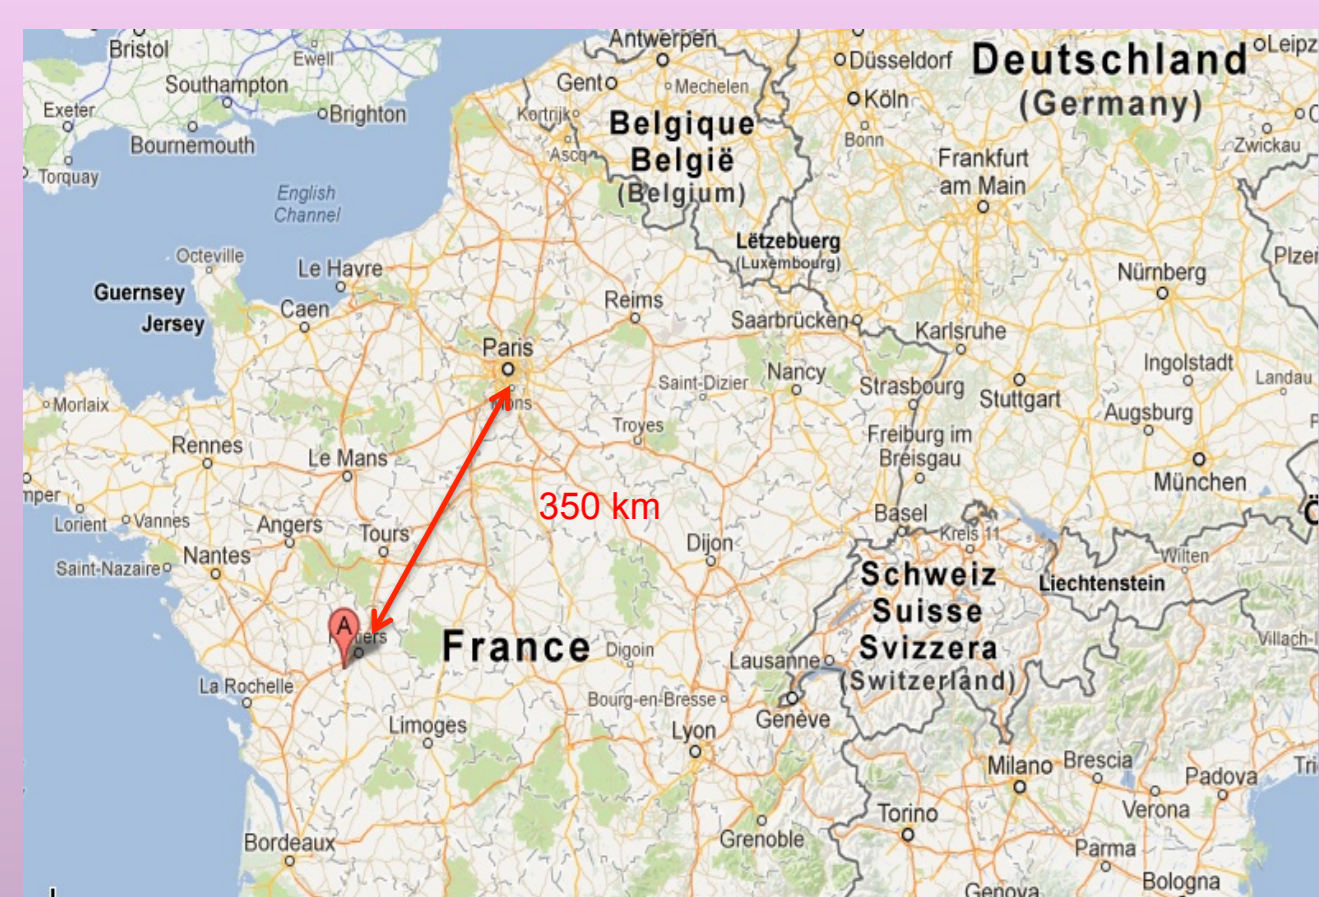 Bristol
Ewell
Southampton
Exeter
Brighton
Bournemouth
Torquay
English
Channel
Antwerpen
Gent
Mechelen
Kortrijk
Ascq
Belgique
België
(Belgium)
Düsseldorf
Köln
Bonn
Deutschland
(Germany)
Leipz
Zwickau
Frankfurt
am Main
Octeville
Le Havre
Guernsey
Jersey
Caen
Lëtzebuerg
(Luxembourg)
Reims
Saarbrücken
Karlsruhe
Nürnberg
Plzeň
Paris
Saint-Dizier
Nancy
Strasbourg
Stuttgart
Ingolstadt
Landau
Morlaix
Troyes
Augsburg
Rennes
Le Mans
Freiburg im
Breisgau
München
350 km
mper
Lorient
Vannes
Angers
Tours
Dijon
Basel
Kreis 11
Wilten
Saint-Nazaire
Nantes
Schweiz
Suisse
Svizzera
(Switzerland)
Liechtenstein
A
France
Digoin
Lausanne
Villach-
La Rochelle
Bourg-en-Bresse
Genève
Limoges
Lyon
Milano
Brescia
Padova
Tri
Verona
Torino
Bordeaux
Grenoble
Parma
Genova
Bologna